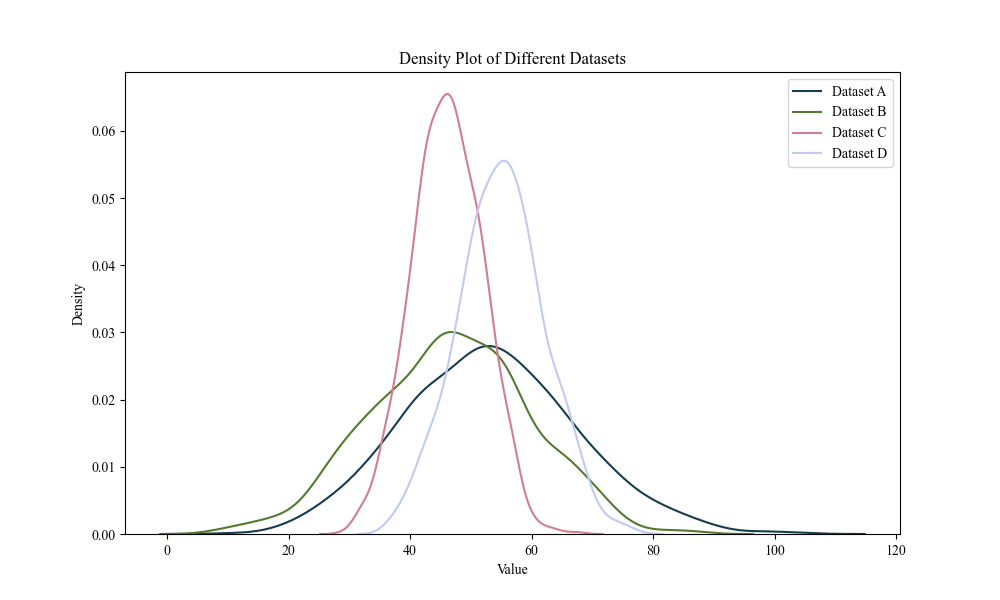 Density Plot of Different Datasets
Dataset A
Dataset B
Dataset C
Dataset D
0.06
0.05
0.04
0.03
0.02
0.01
0.00
Density
0
20
40
60
80
100
120
Value